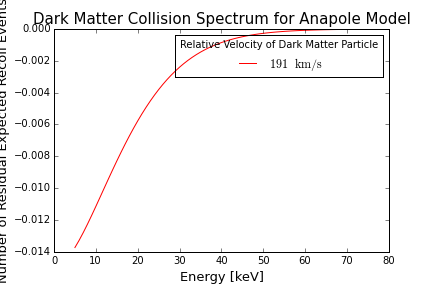 Dark Matter Collision Spectrum for Anapole Model
Number of Residual Expected Recoil Events
0.000
−0.002
−0.004
−0.006
−0.008
−0.010
−0.012
−0.014
Relative Velocity of Dark Matter Particle
191 km/s
0 10 20 30 40 50 60 70 80
Energy [keV]